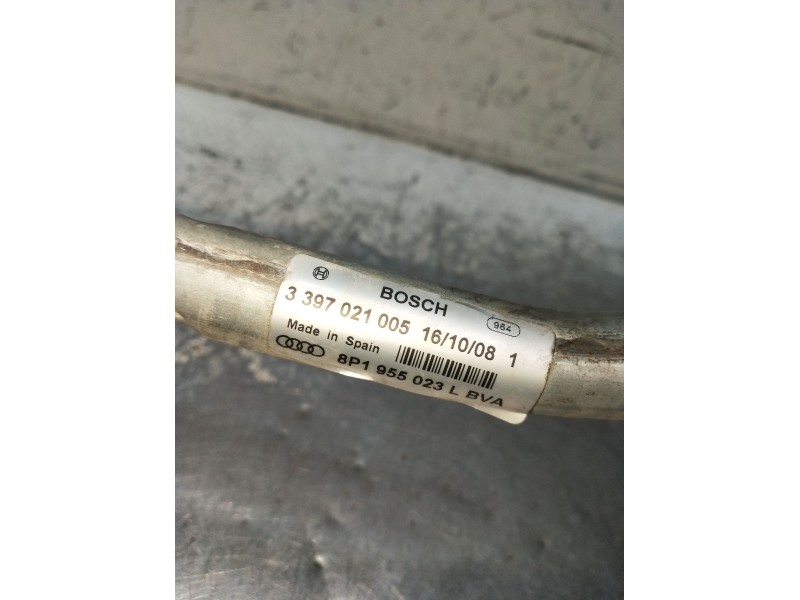 BOSCH 964
3 397 021 005 16/10/08 1
Made in Spain
8P1 955 023 L BVA